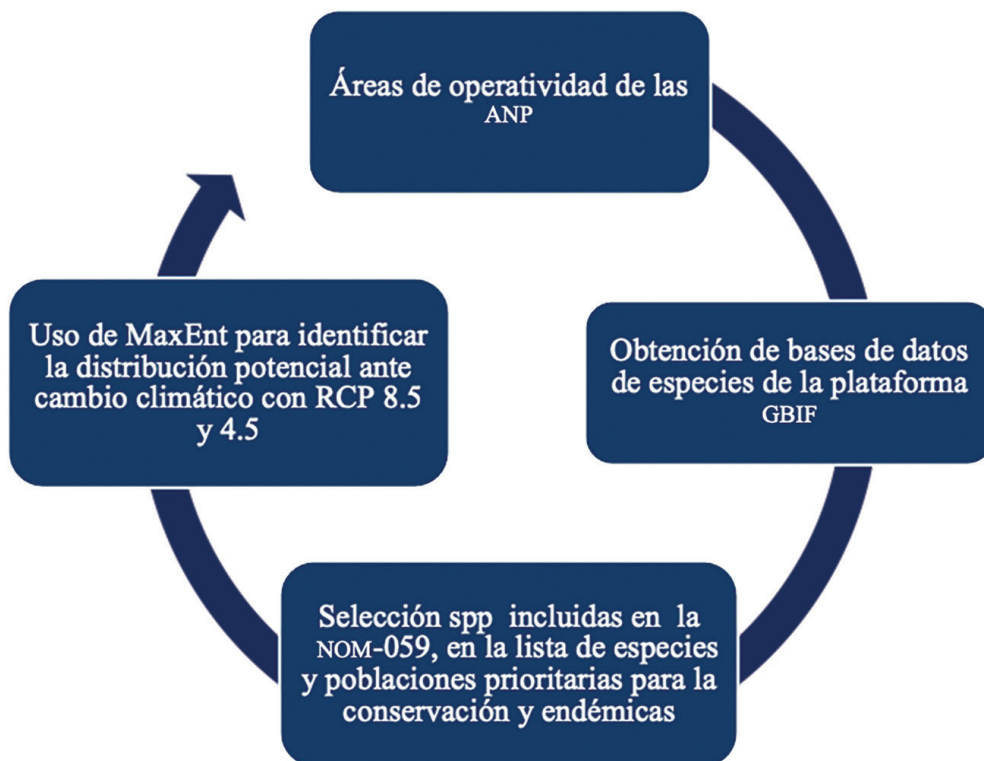 Áreas de operatividad de las
ANP
Obtención de bases de datos
de especies de la plataforma
GBIF
Selección spp incluidas en la
NOM-059, en la lista de especies
y poblaciones prioritarias para la
conservación y endémicas
Uso de MaxEnt para identificar
la distribución potencial ante
cambio climático con RCP 8.5
y 4.5